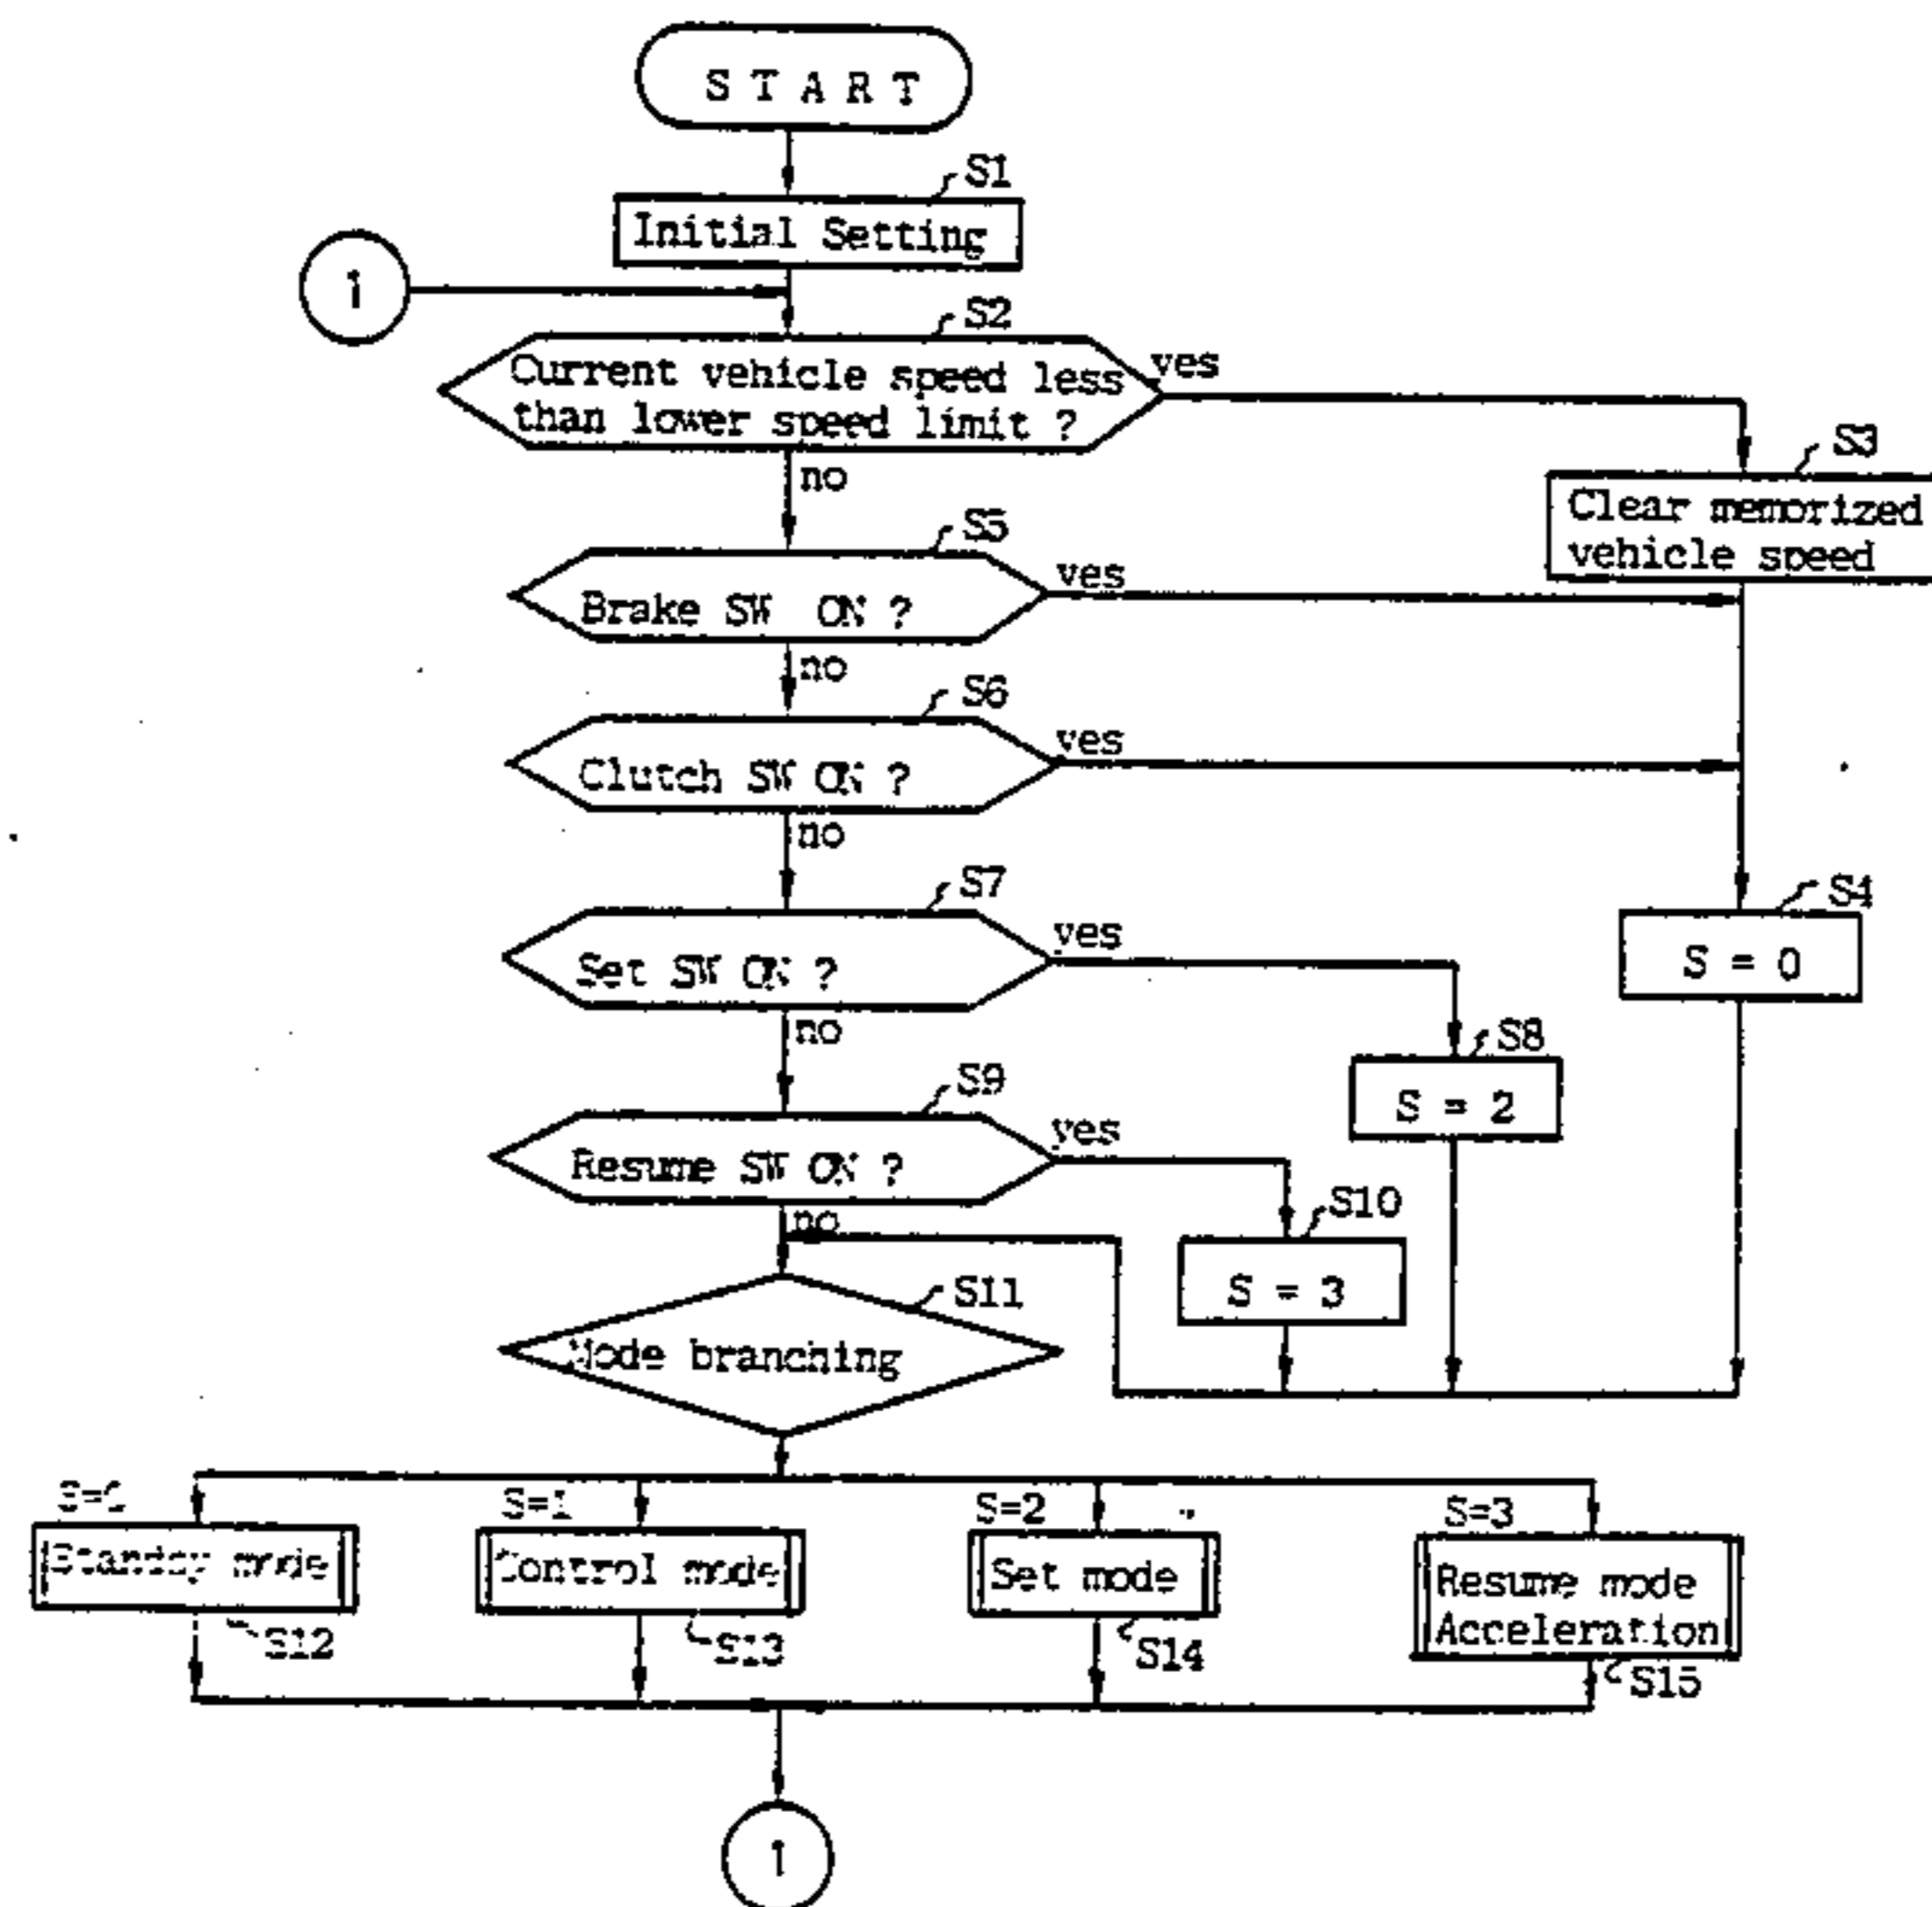 START
S1
Initial Setting
1
S2
Current vehicle speed less
than lower speed limit ?
yes
no
S3
Clear memorized
vehicle speed
S5
Brake SW ON ?
yes
no
S6
Clutch SW ON ?
yes
no
S7
Set SW ON ?
yes
no
S4
S = 0
S8
S = 2
S9
Resume SW ON ?
yes
no
S10
S = 3
S11
Mode branching
S=0
Standby mode
S12
S=1
Control mode
S13
S=2
Set mode
S14
S=3
Resume mode
Acceleration
S15
1